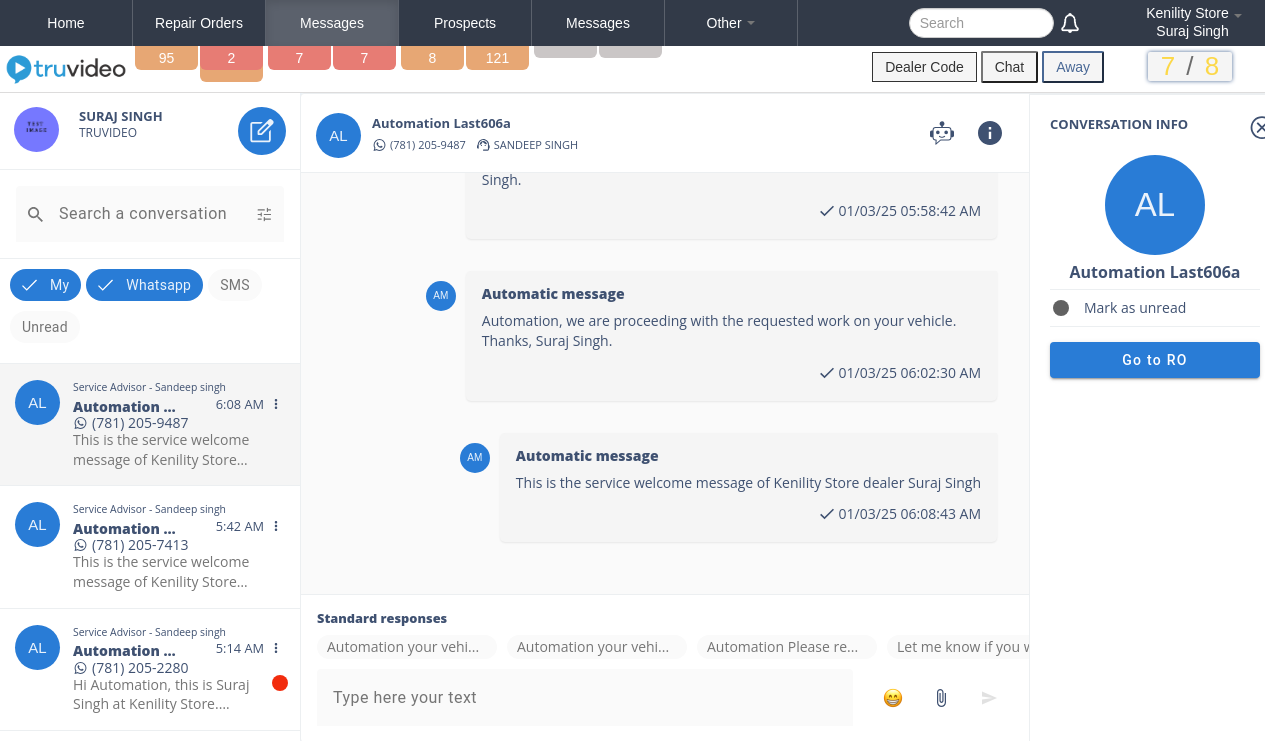 Home
Repair Orders
Messages
Prospects
Messages
Other
Search
Kenility Store
Suraj Singh
truvideo
95
2
7
7
8
121
Dealer Code
Chat
Away
7 / 8
SURAJ SINGH
TRUVIDEO
Search a conversation
My
Whatsapp
SMS
Unread
Service Advisor - Sandeep singh
Automation ...
6:08 AM
(781) 205-9487
This is the service welcome
message of Kenility Store...
Service Advisor - Sandeep singh
Automation ...
5:42 AM
(781) 205-7413
This is the service welcome
message of Kenility Store...
Service Advisor - Sandeep singh
Automation ...
5:14 AM
(781) 205-2280
Hi Automation, this is Suraj
Singh at Kenility Store....
AL
AL
AL
AL
Automation Last606a
(781) 205-9487
SANDEEP SINGH
Singh.
01/03/25 05:58:42 AM
AM
Automatic message
Automation, we are proceeding with the requested work on your vehicle.
Thanks, Suraj Singh.
01/03/25 06:02:30 AM
AM
Automatic message
This is the service welcome message of Kenility Store dealer Suraj Singh
01/03/25 06:08:43 AM
Standard responses
Automation your vehi...
Automation your vehi...
Automation Please re...
Let me know if you
Type here your text
CONVERSATION INFO
AL
Automation Last606a
Mark as unread
Go to RO